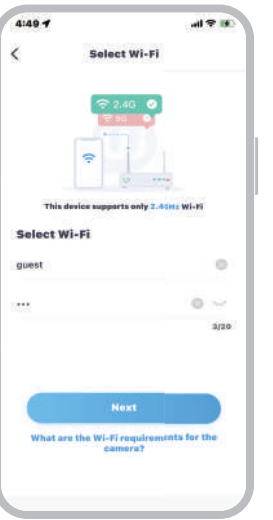 4:49
Select Wi-Fi
2.4G
5G
This device supports only 2.4GHz Wi-Fi
Select Wi-Fi
guest
•••
3/20
Next
What are the Wi-Fi requirements for the
camera?